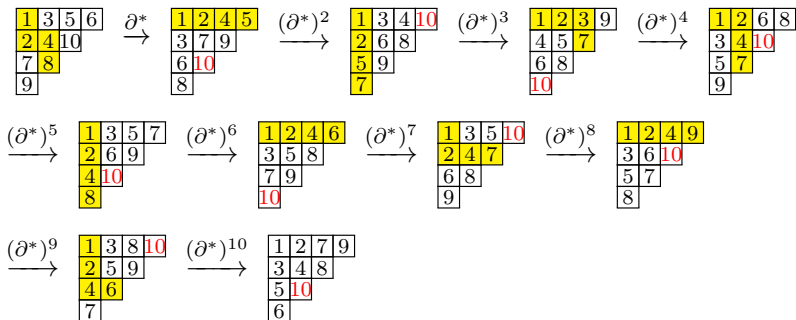 1 3 5 6 ∂* 1 2 4 5 (∂*)² 1 3 4 10 (∂*)³ 1 2 3 9 (∂*)⁴ 1 2 6 8
2 4 10 3 7 9 2 6 8 4 5 7 3 4 10
7 8 6 10 5 9 6 8 5 7
9 8 7 10 9
(∂*)⁵ 1 3 5 7 (∂*)⁶ 1 2 4 6 (∂*)⁷ 1 3 5 10 (∂*)⁸ 1 2 4 9
2 6 9 3 5 8 2 4 7 3 6 10
4 10 7 9 6 8 5 7
8 10 9 8
(∂*)⁹ 1 3 8 10 (∂*)¹⁰ 1 2 7 9
2 5 9 3 4 8
4 6 5 10
7 6